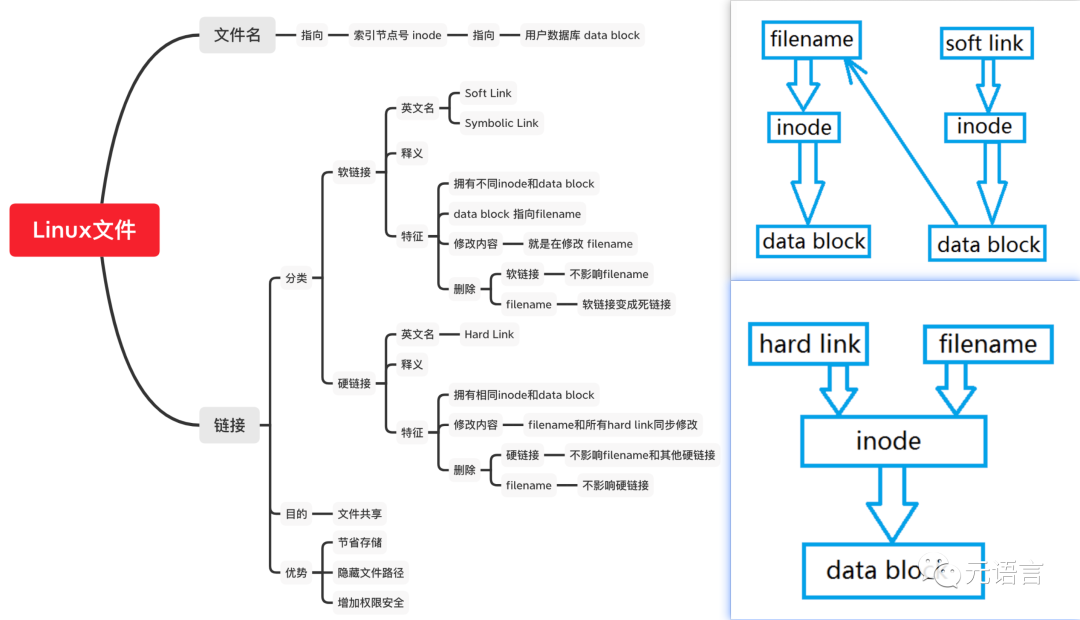 Linux文件
文件名
指向
索引节点号 inode
指向
用户数据库 data block
链接
分类
软链接
英文名
Soft Link
Symbolic Link
释义
特征
拥有不同inode和data block
data block 指向filename
修改内容
就是在修改 filename
删除
软链接
不影响filename
filename
软链接变成死链接
硬链接
英文名
Hard Link
释义
特征
拥有相同inode和data block
修改内容
filename和所有hard link同步修改
删除
硬链接
不影响filename和其他硬链接
filename
不影响硬链接
目的
文件共享
优势
节省存储
隐藏文件路径
增加权限安全
filename
soft link
inode
inode
data block
data block
hard link
filename
inode
data block
元语言